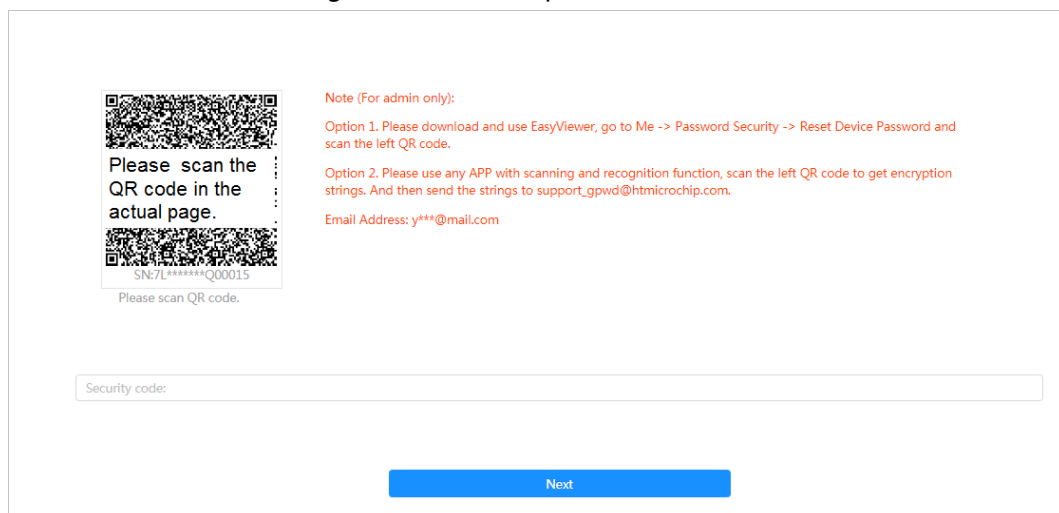 Note (For admin only):
Option 1. Please download and use EasyViewer, go to Me -> Password Security -> Reset Device Password and
scan the left QR code.
Please scan the
QR code in the
actual page.
Option 2. Please use any APP with scanning and recognition function, scan the left QR code to get encryption
strings. And then send the strings to support_gpwd@htmicrochip.com.
Email Address: y***@mail.com
SN:7L*******Q00015
Please scan QR code.
Security code:
Next